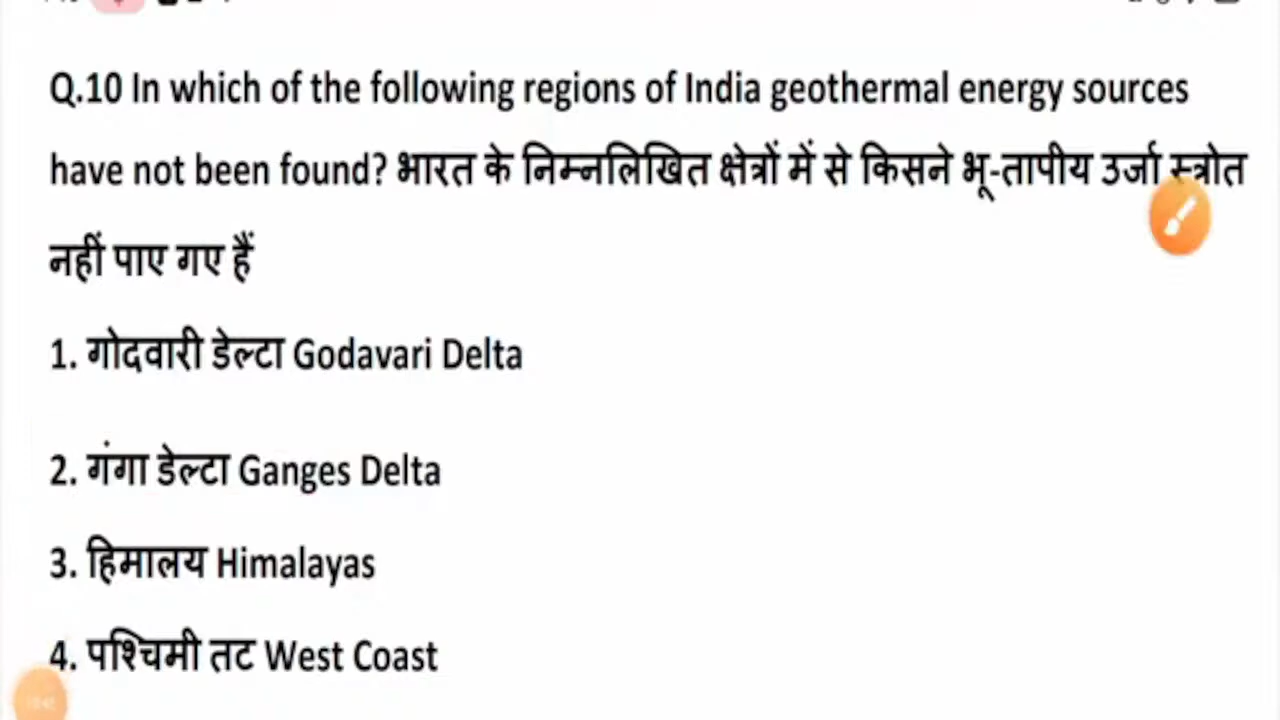 Q.10 In which of the following regions of India geothermal energy sources
have not been found? भारत के निम्नलिखित क्षेत्रों में से किसने भू-तापीय उर्जा स्त्रोत
नहीं पाए गए हैं
1. गोदवारी डेल्टा Godavari Delta
2. गंगा डेल्टा Ganges Delta
3. हिमालय Himalayas
4. पश्चिमी तट West Coast